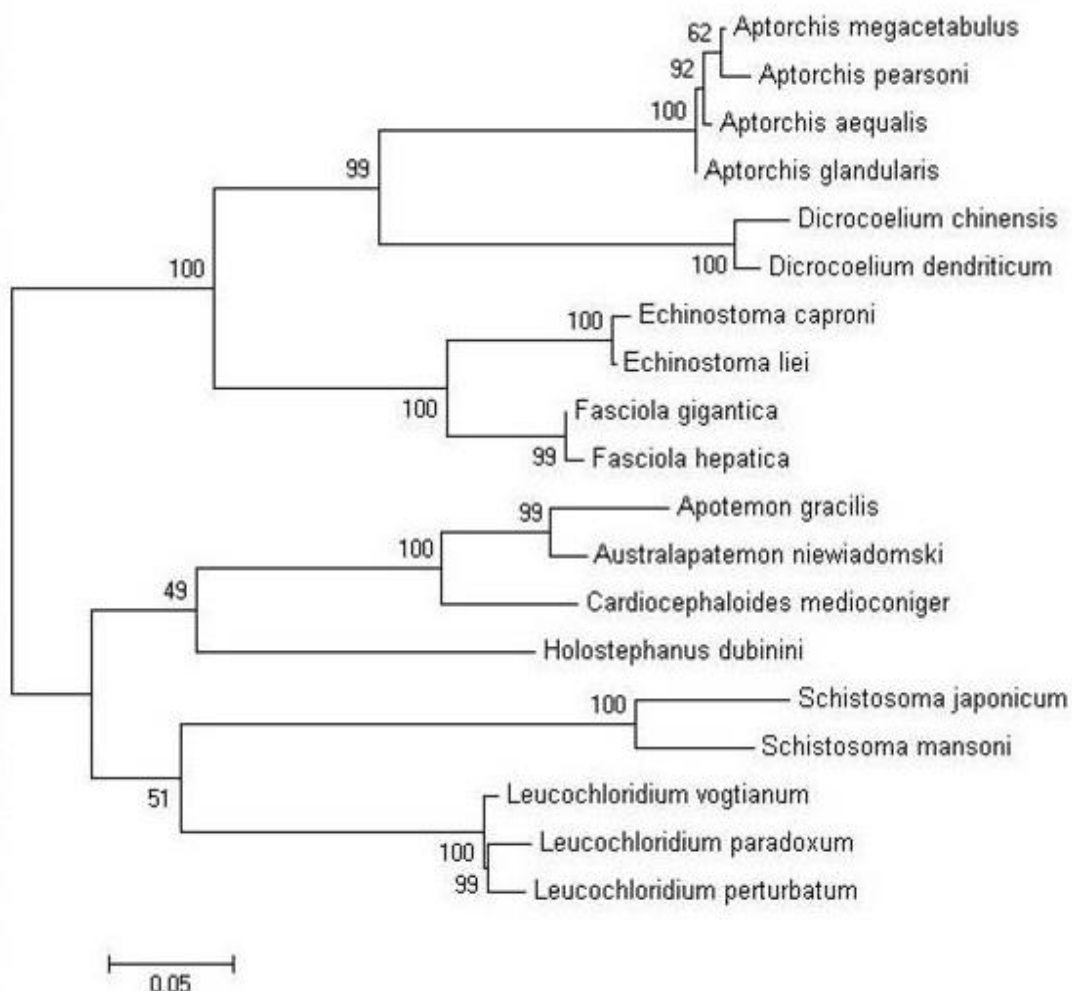 62
Aptorchis megacetabulus
Aptorchis pearsoni
92
Aptorchis aequalis
100
Aptorchis glandularis
99
Dicrocoelium chinensis
100
Dicrocoelium dendriticum
100
100
Echinostoma caproni
Echinostoma liei
100
Fasciola gigantica
99
Fasciola hepatica
99
Apotemon gracilis
100
Australapatemon niewiadomski
49
Cardiocephaloides medioconiger
Holostephanus dubinini
100
Schistosoma japonicum
Schistosoma mansoni
51
Leucochloridium vogtianum
100
Leucochloridium paradoxum
99
Leucochloridium perturbatum
0.05